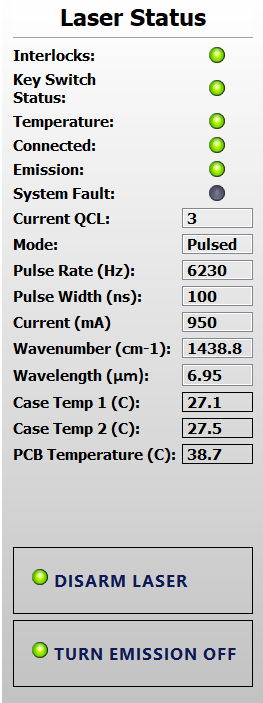 Laser Status
Interlocks:
Key Switch
Status:
Temperature:
Connected:
Emission:
System Fault:
Current QCL: 3
Mode: Pulsed
Pulse Rate (Hz): 6230
Pulse Width (ns): 100
Current (mA) 950
Wavenumber (cm-1): 1438.8
Wavelength (μm): 6.95
Case Temp 1 (C): 27.1
Case Temp 2 (C): 27.5
PCB Temperature (C): 38.7
DISARM LASER
TURN EMISSION OFF